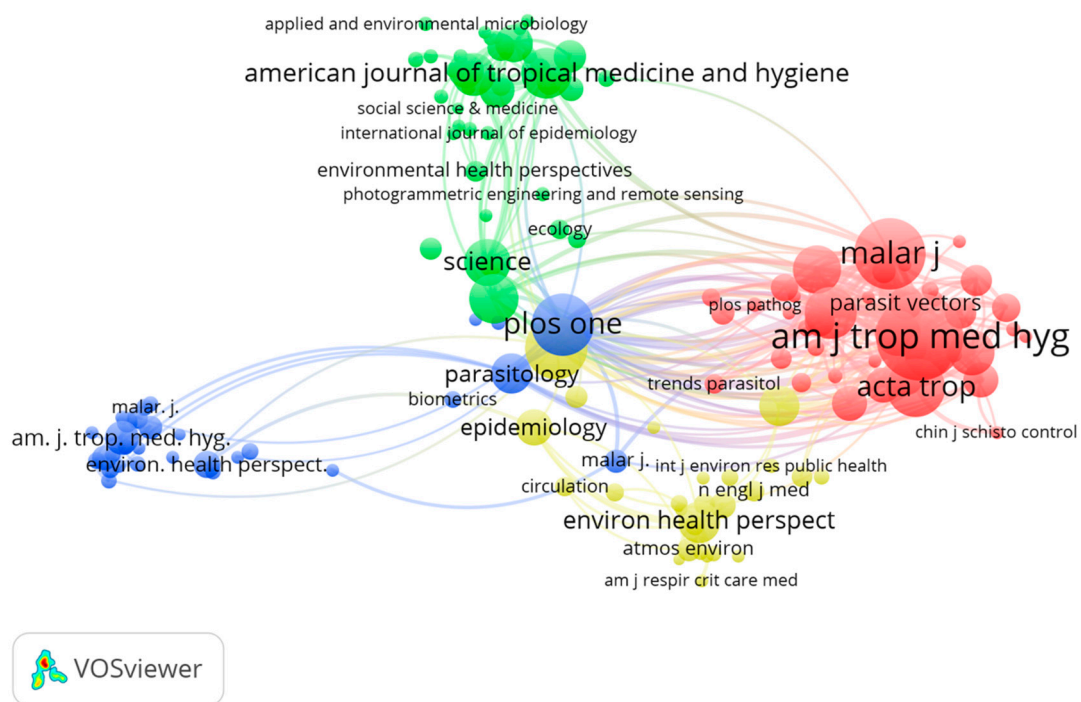 applied and environmental microbiology
american journal of tropical medicine and hygiene
social science & medicine
international journal of epidemiology
environmental health perspectives
photogrammetric engineering and remote sensing
ecology
science
malar j
plos pathog
parasit vectors
plos one
am j trop med hyg
parasitology
trends parasitol
acta trop
biometrics
malar. j.
epidemiology
chin j schisto control
am. j. trop. med. hyg.
environ. health perspect.
malar j.
int j environ res public health
circulation
n engl j med
environ health perspect
atmos environ
am j respir crit care med
VOSviewer